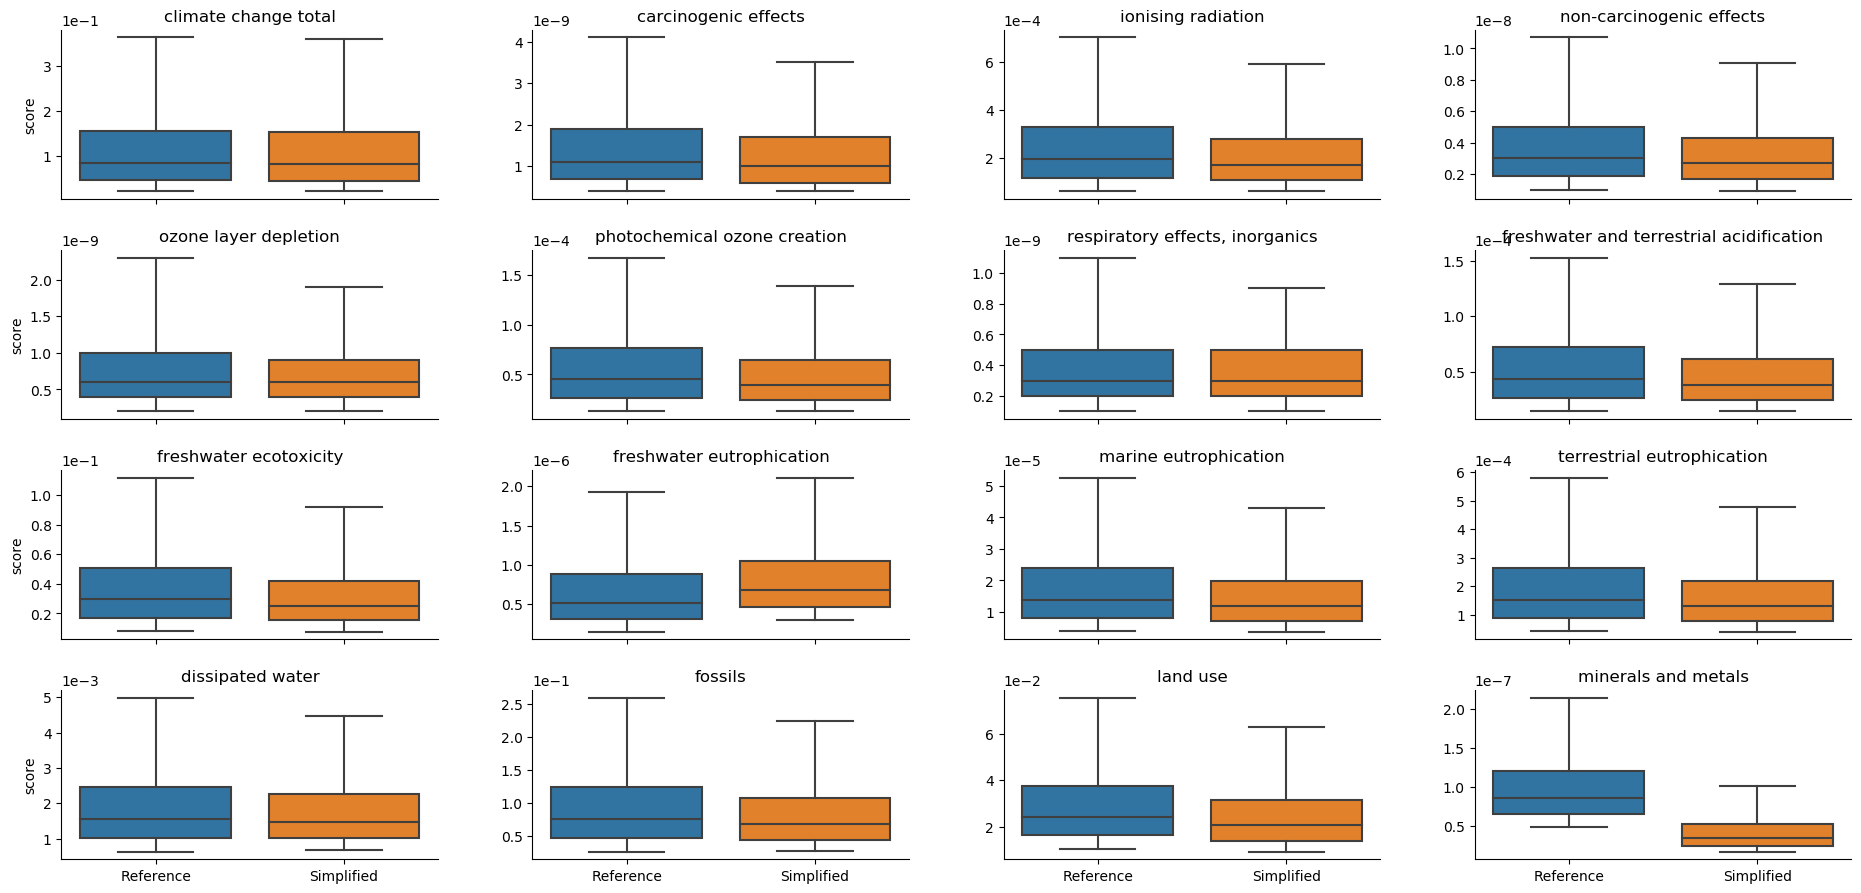 climate change total
carcinogenic effects
ionising radiation
non-carcinogenic effects
1e−1
1e−9
1e−4
1e−8
score
3
2
1
4
3
2
1
6
4
2
1.0
0.8
0.6
0.4
0.2
ozone layer depletion
photochemical ozone creation
respiratory effects, inorganics
freshwater and terrestrial acidification
1e−9
1e−4
1e−9
1e−4
score
2.0
1.5
1.0
0.5
1.5
1.0
0.5
1.0
0.8
0.6
0.4
0.2
1.5
1.0
0.5
freshwater ecotoxicity
freshwater eutrophication
marine eutrophication
terrestrial eutrophication
1e−1
1e−6
1e−5
1e−4
score
1.0
0.8
0.6
0.4
0.2
2.0
1.5
1.0
0.5
5
4
3
2
1
6
5
4
3
2
1
dissipated water
fossils
land use
minerals and metals
1e−3
1e−1
1e−2
1e−7
score
5
4
3
2
1
2.5
2.0
1.5
1.0
0.5
6
4
2
2.0
1.5
1.0
0.5
Reference Simplified
Reference Simplified
Reference Simplified
Reference Simplified